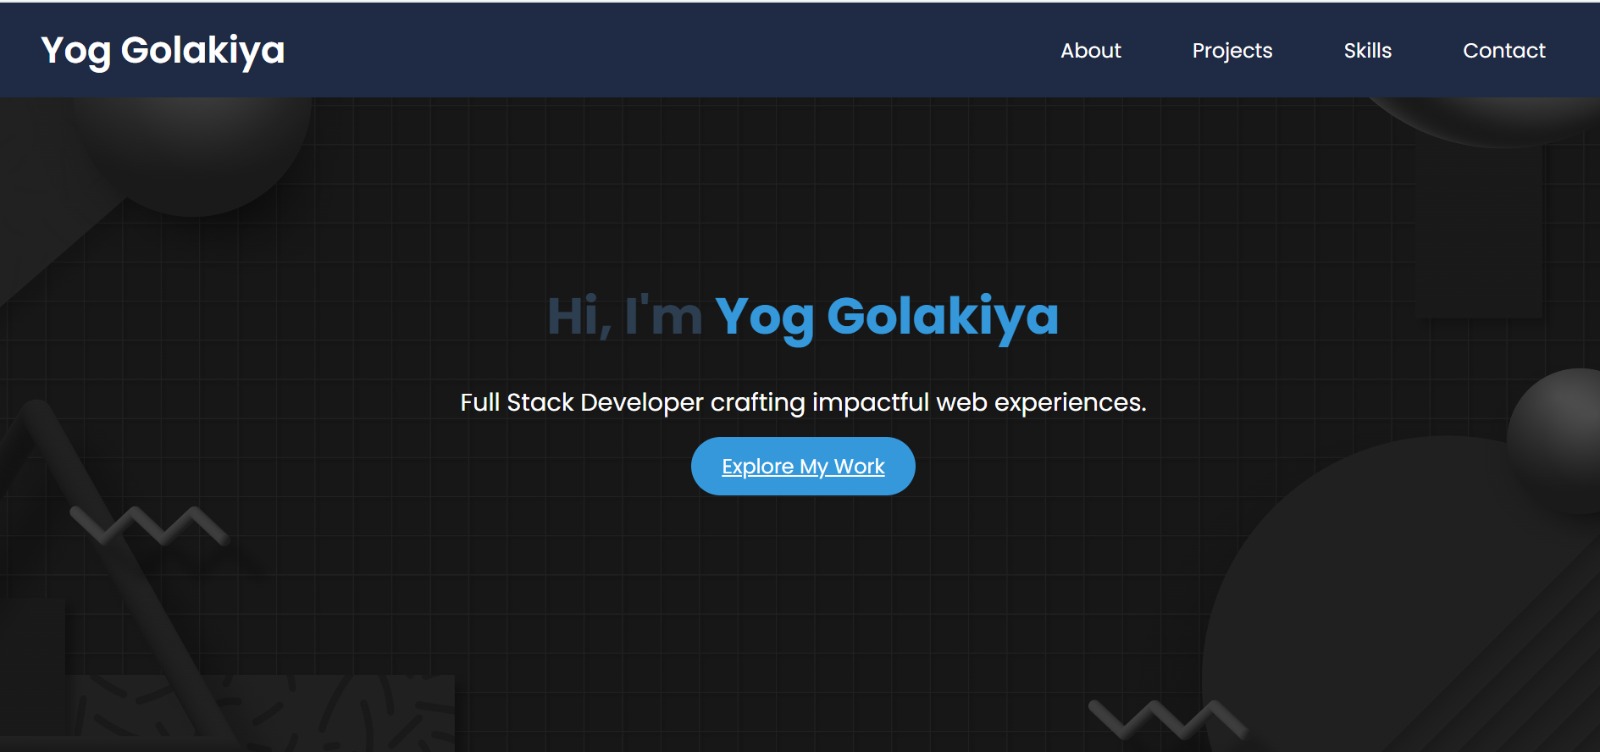 Yog Golakiya
About Projects Skills Contact
Hi, I'm Yog Golakiya
Full Stack Developer crafting impactful web experiences.
Explore My Work